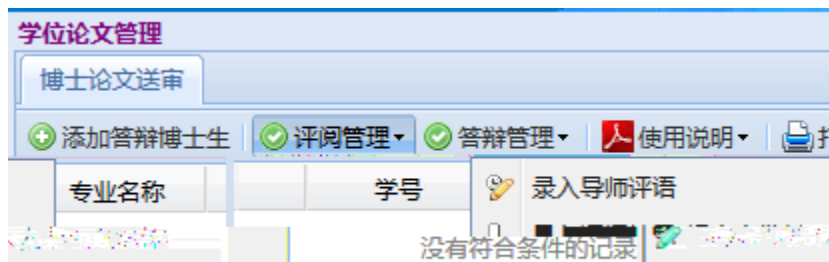 学位论文管理
博士论文送审
添加答辩博士生 评阅管理 答辩管理 使用说明
专业名称 学号 录入导师评语
没有符合条件的记录